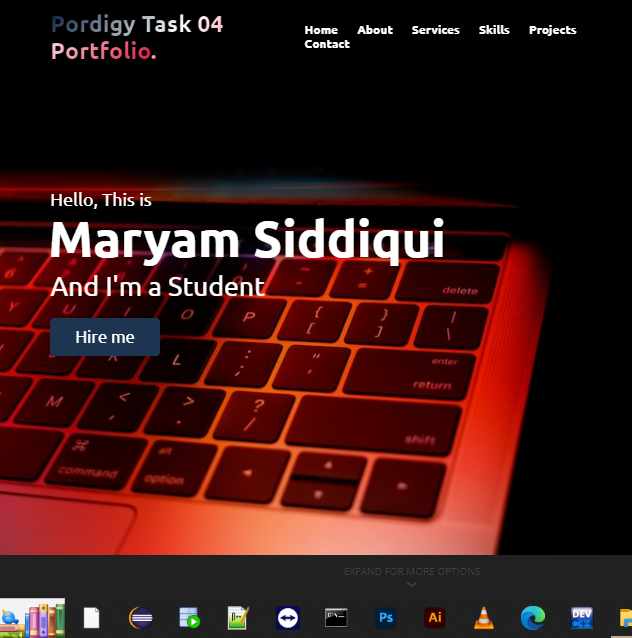 Pordigy Task 04
Portfolio.
Home About Services Skills Projects
Contact
Hello, This is
Maryam Siddiqui
And I'm a Student
Hire me
delete
Y
I
O
P
{
[
}
]
|
\
K
L
:
;
"
'
enter
return
M
<
,
>
.
?
/
shift
⌘
command
alt
option
EXPAND FOR MORE OPTIONS
Ps
Ai
DEV